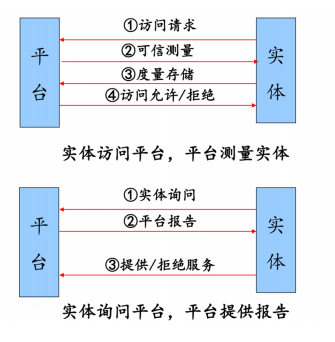 ①访问请求
②可信测量
③度量存储
④访问允许/拒绝
平台
实体
实体访问平台，平台测量实体
①实体询问
②平台报告
③提供/拒绝服务
平台
实体
实体询问平台，平台提供报告